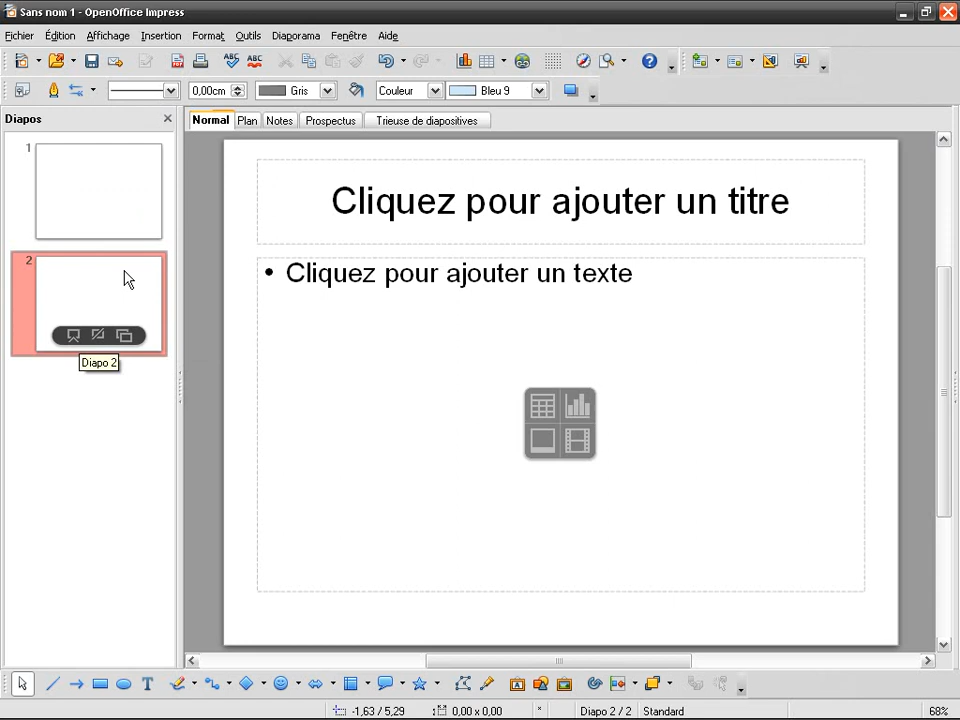 Sans nom 1 - OpenOffice Impress
Fichier Édition Affichage Insertion Format Outils Diaporama Fenêtre Aide
0,00cm Gris Couleur Bleu 9
Diapos
Normal Plan Notes Prospectus Trieuse de diapositives
1
Cliquez pour ajouter un titre
2
• Cliquez pour ajouter un texte
Diapo 2
-1,63 / 5,29 0,00 x 0,00 * Diapo 2 / 2 Standard 68%